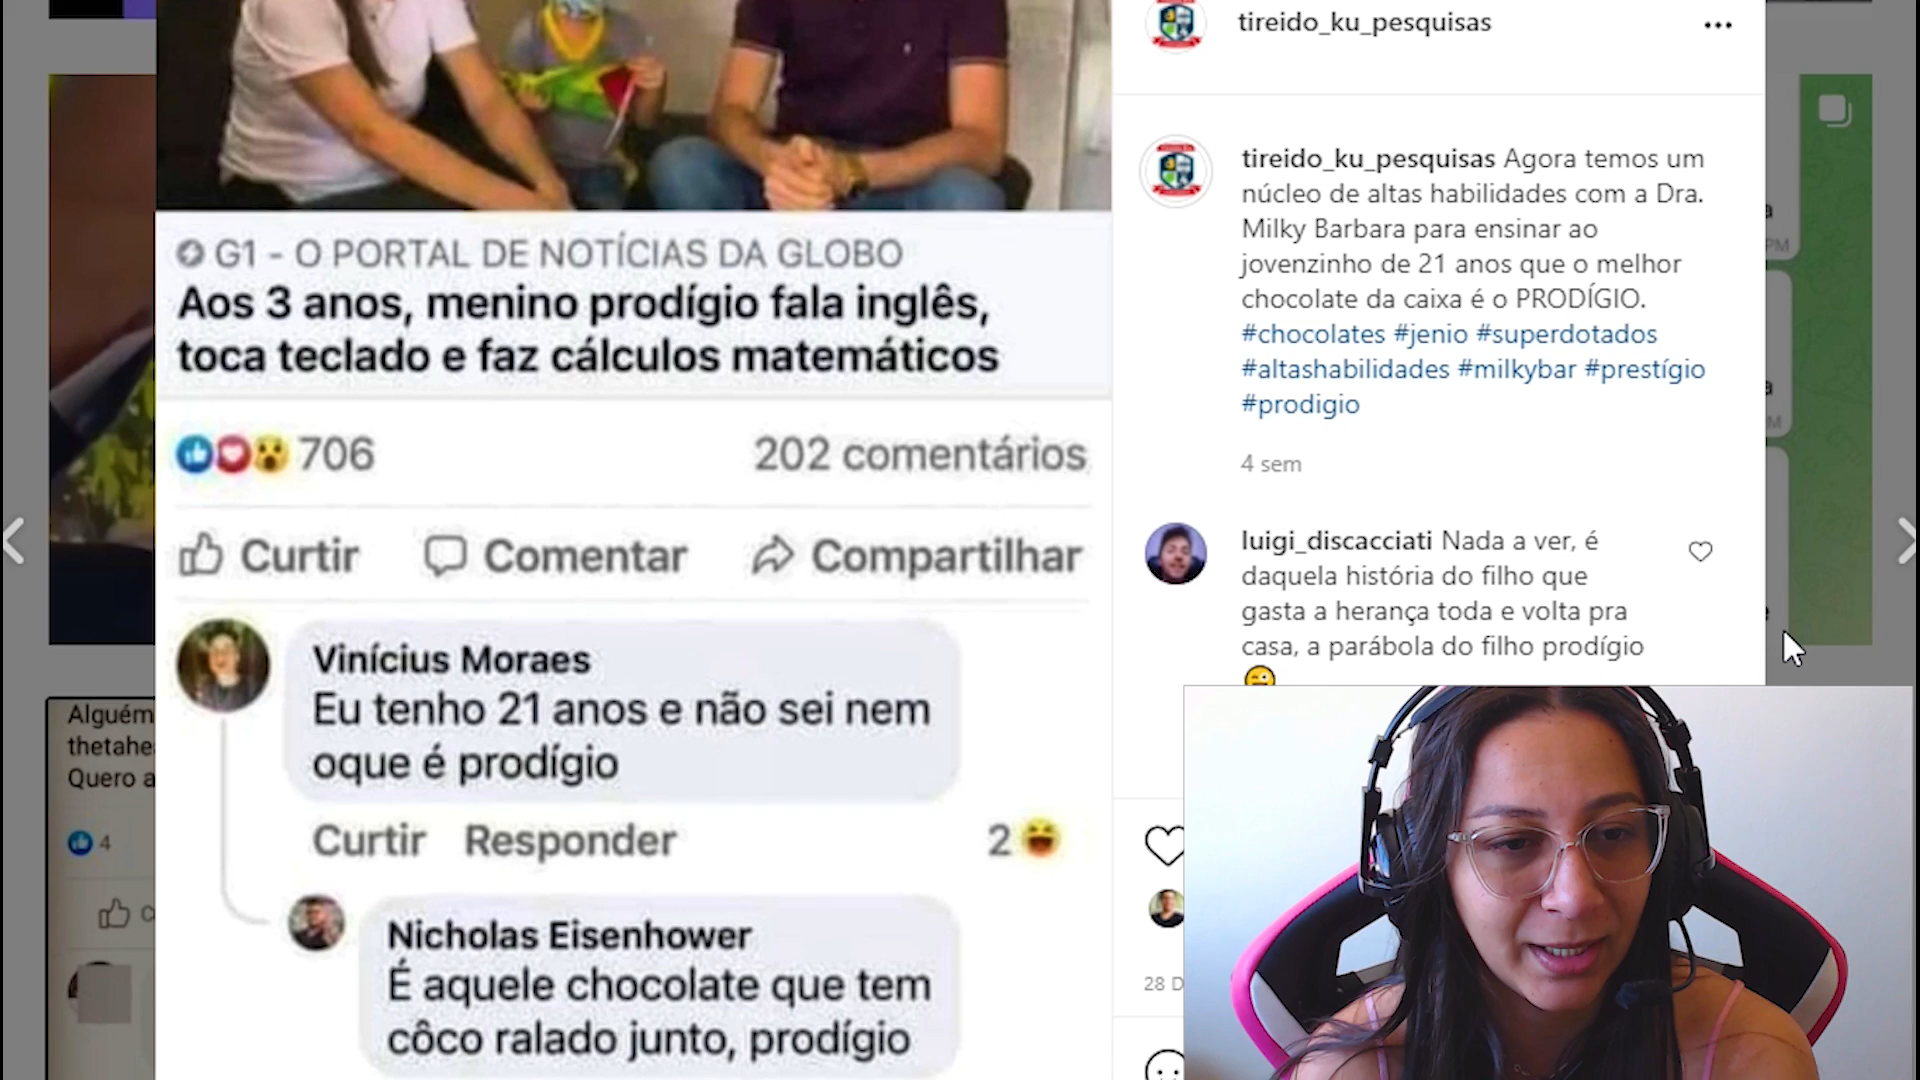 G1 - O PORTAL DE NOTÍCIAS DA GLOBO
Aos 3 anos, menino prodígio fala inglês,
toca teclado e faz cálculos matemáticos
706
202 comentários
Curtir
Comentar
Compartilhar
Vinícius Moraes
Eu tenho 21 anos e não sei nem
oque é prodígio
Curtir
Responder
2
Nicholas Eisenhower
É aquele chocolate que tem
côco ralado junto, prodígio
tireido_ku_pesquisas
tireido_ku_pesquisas Agora temos um
núcleo de altas habilidades com a Dra.
Milky Barbara para ensinar ao
jovenzinho de 21 anos que o melhor
chocolate da caixa é o PRODÍGIO.
#chocolates #jenio #superdotados
#altashabilidades #milkybar #prestígio
#prodigio
4 sem
luigi_discacciati Nada a ver, é
daquela história do filho que
gasta a herança toda e volta pra
casa, a parábola do filho prodígio
28 D
Alguém
thetahe
Quero a
4
C
PM